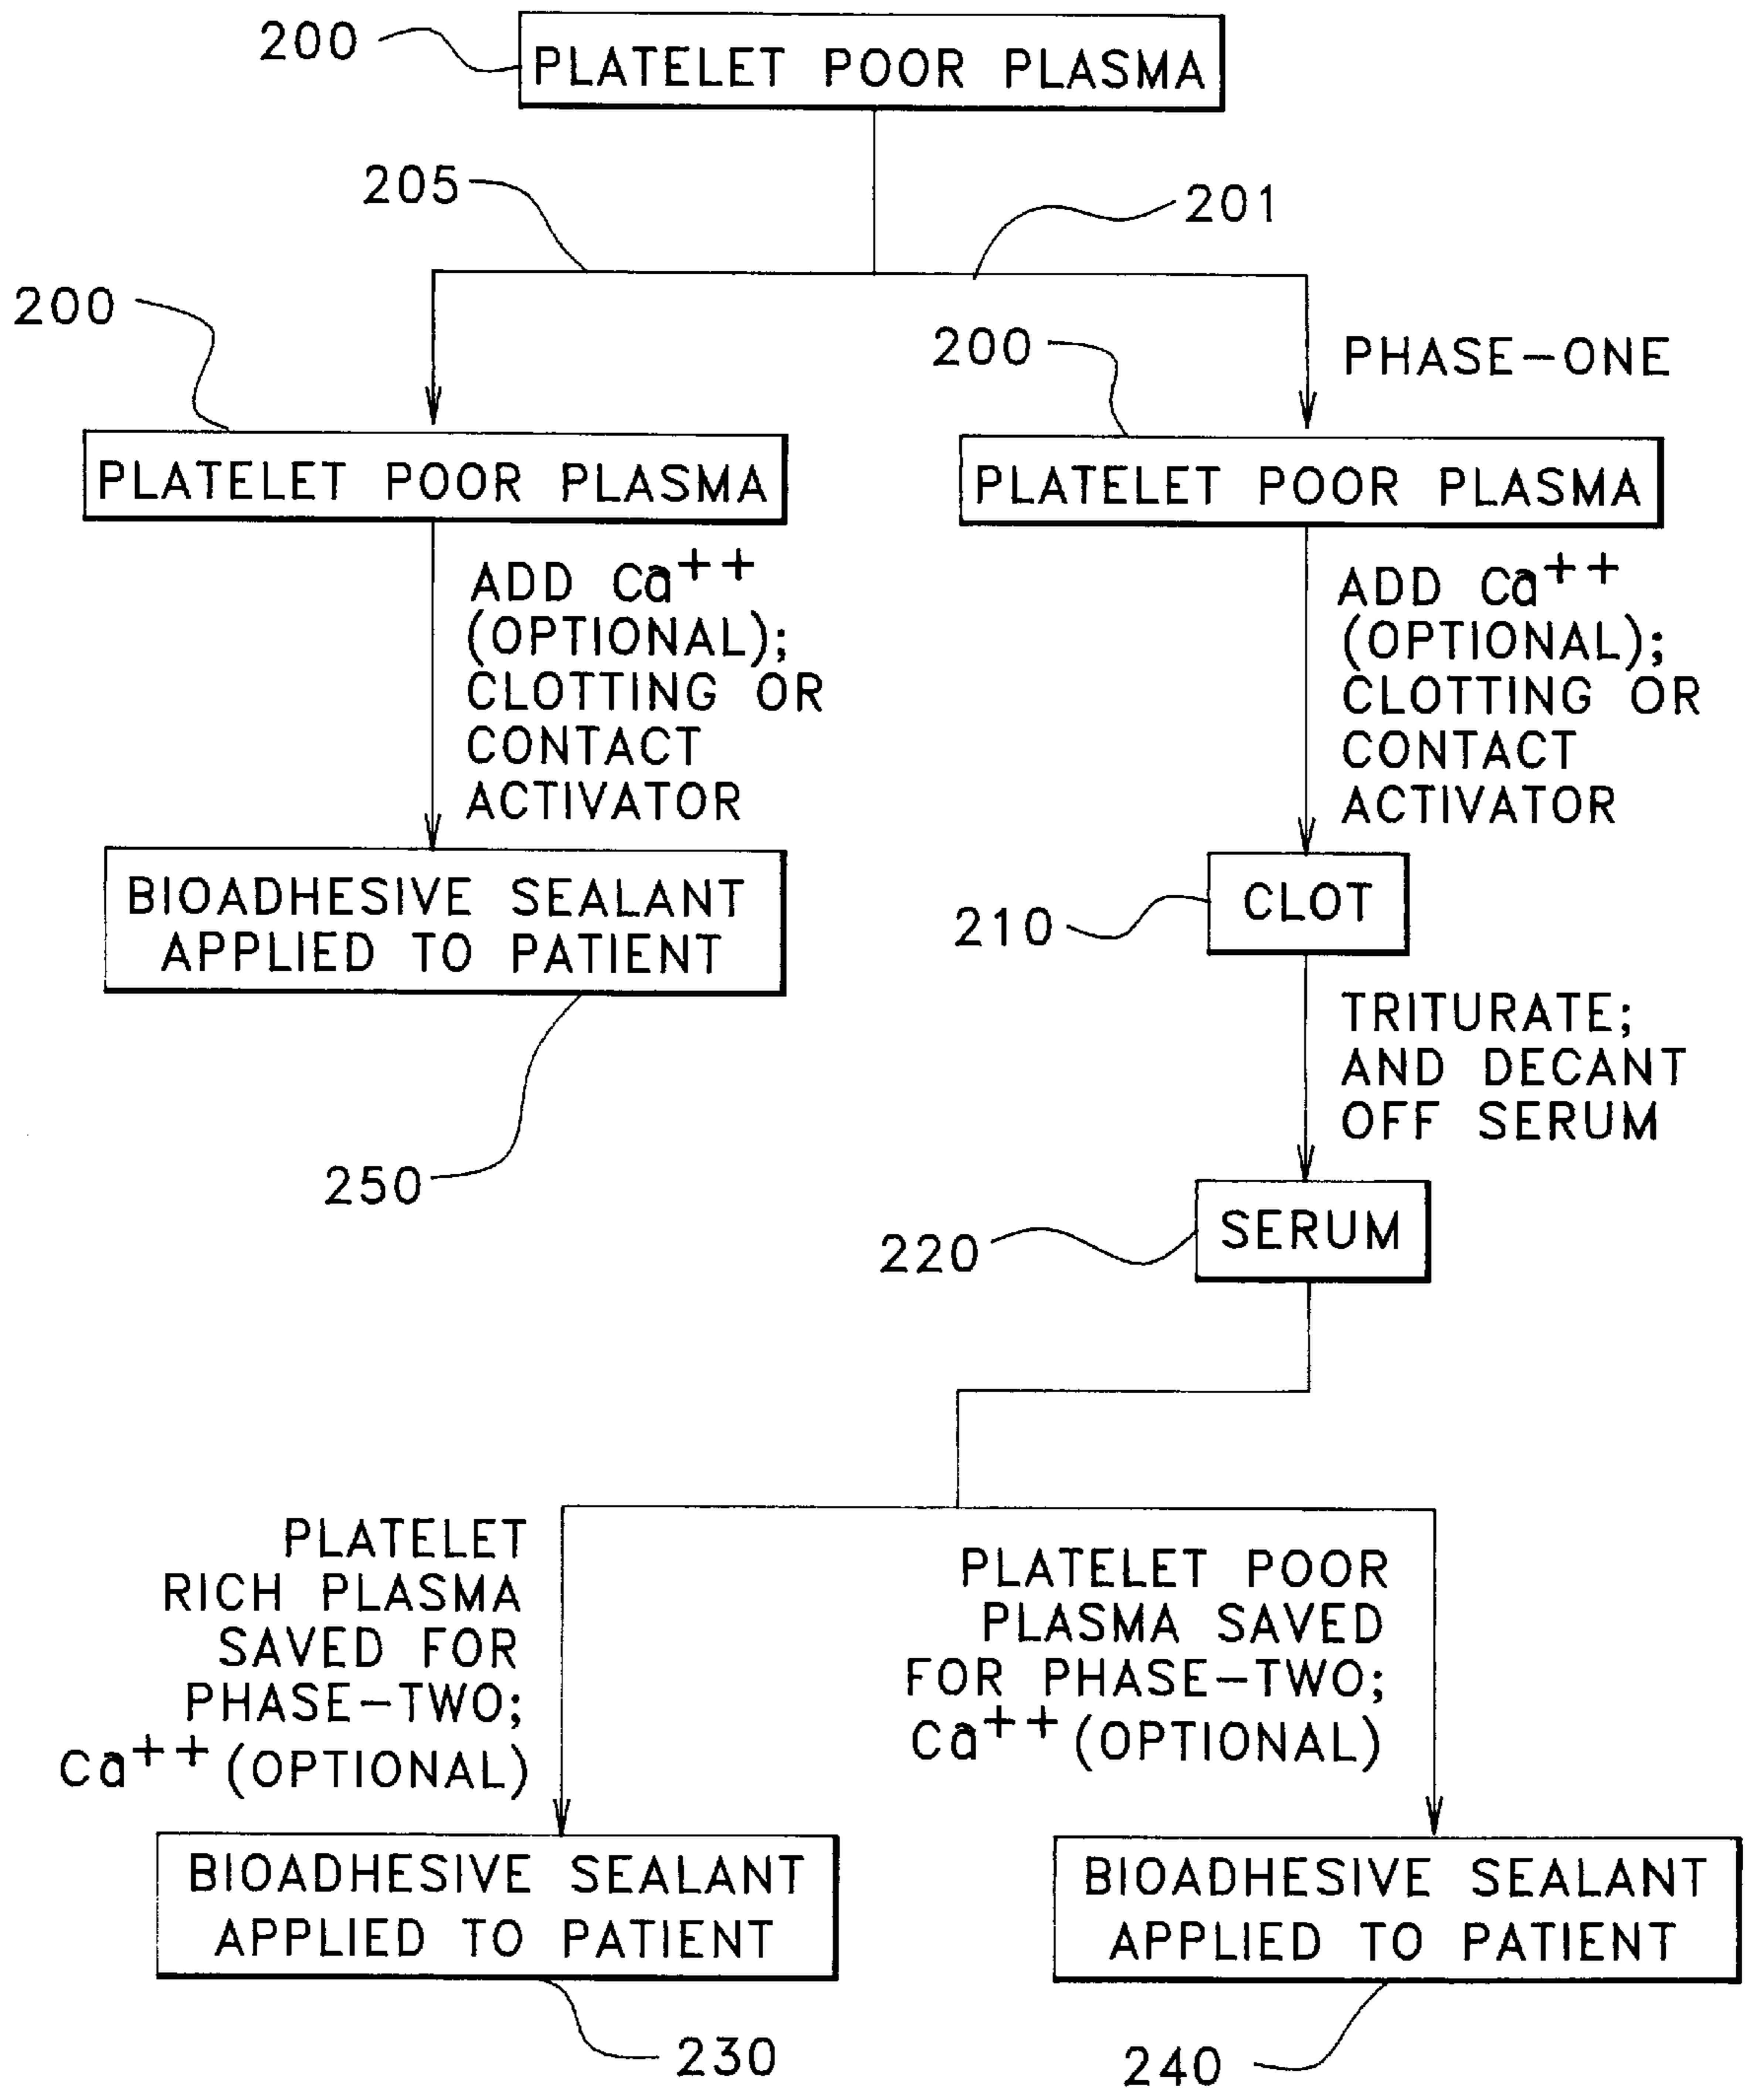 200
PLATELET POOR PLASMA
205
201
200
200
PHASE-ONE
PLATELET POOR PLASMA
PLATELET POOR PLASMA
ADD Ca++
(OPTIONAL);
CLOTTING OR
CONTACT
ACTIVATOR
ADD Ca++
(OPTIONAL);
CLOTTING OR
CONTACT
ACTIVATOR
BIOADHESIVE SEALANT
APPLIED TO PATIENT
250
CLOT
210
TRITURATE;
AND DECANT
OFF SERUM
SERUM
220
PLATELET
RICH PLASMA
SAVED FOR
PHASE-TWO;
Ca++ (OPTIONAL)
PLATELET POOR
PLASMA SAVED
FOR PHASE-TWO;
Ca++ (OPTIONAL)
BIOADHESIVE SEALANT
APPLIED TO PATIENT
230
BIOADHESIVE SEALANT
APPLIED TO PATIENT
240